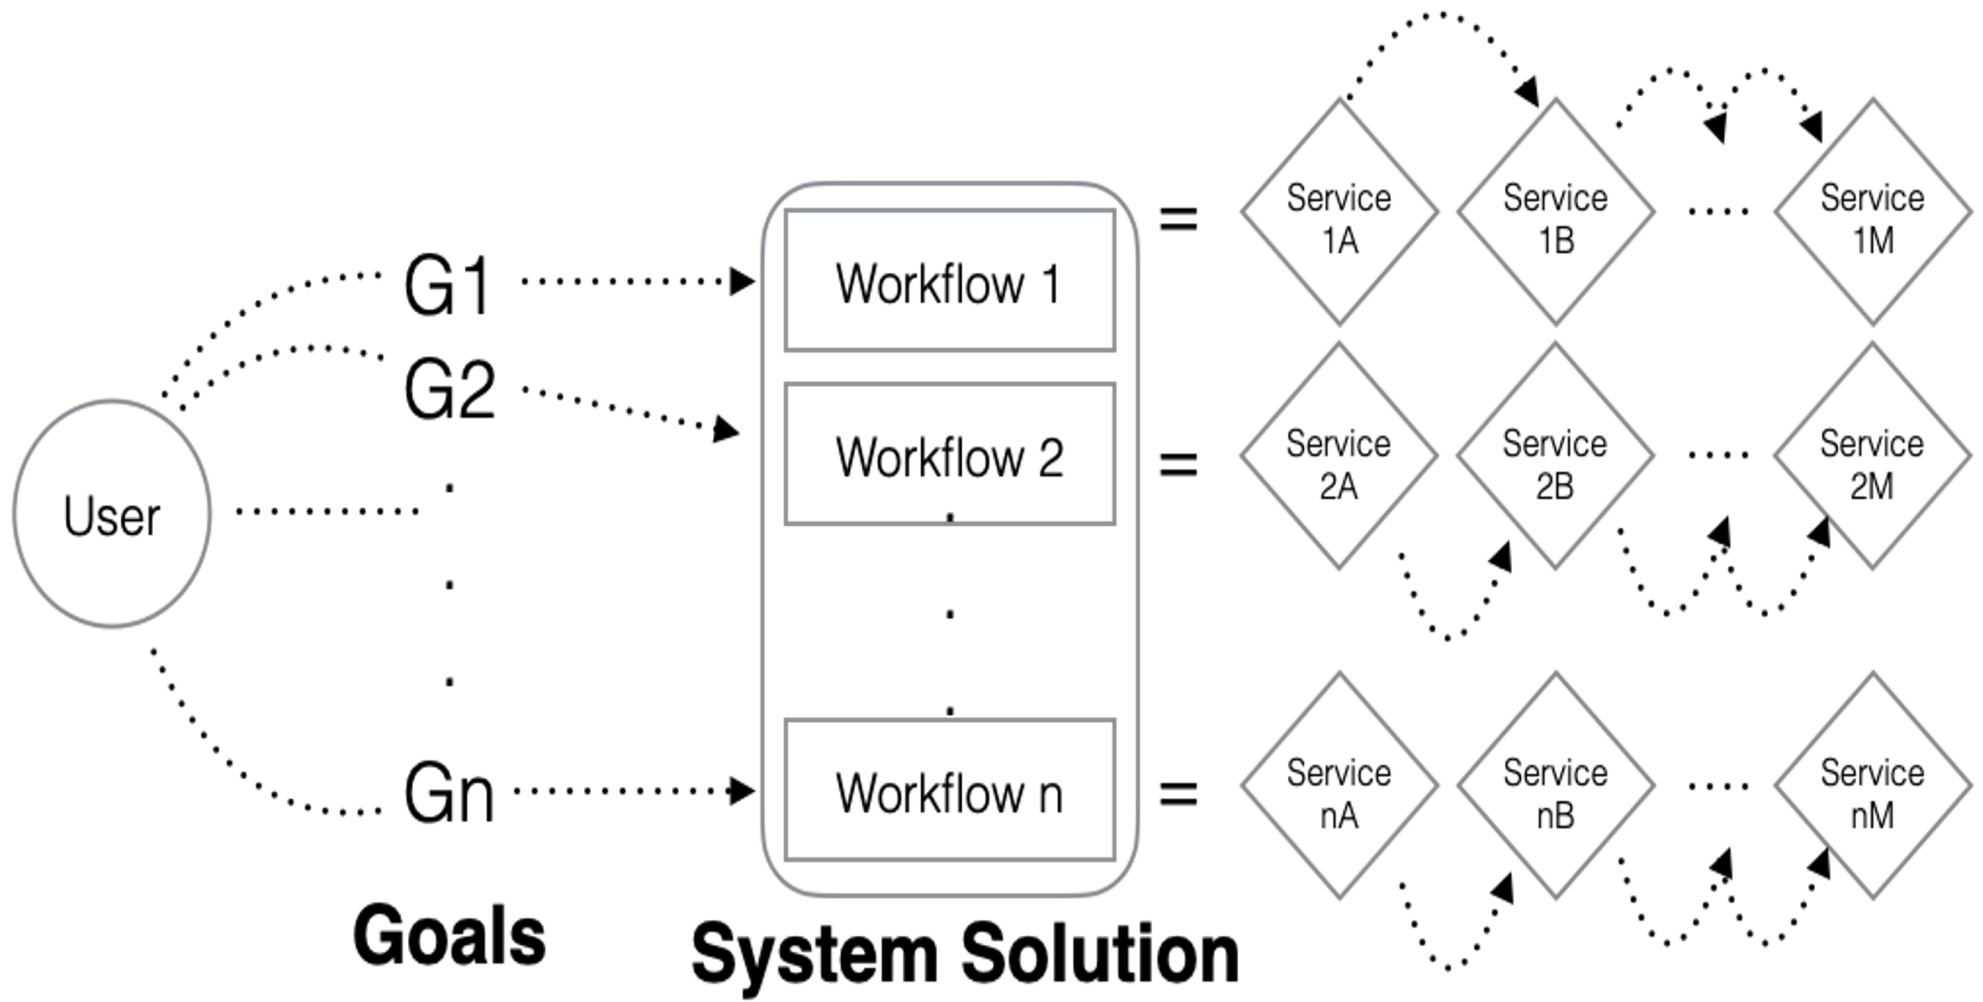 User
G1
G2
Gn
Goals
Workflow 1
Workflow 2
Workflow n
System Solution
=
Service
1A
Service
1B
Service
1M
=
Service
2A
Service
2B
Service
2M
=
Service
nA
Service
nB
Service
nM